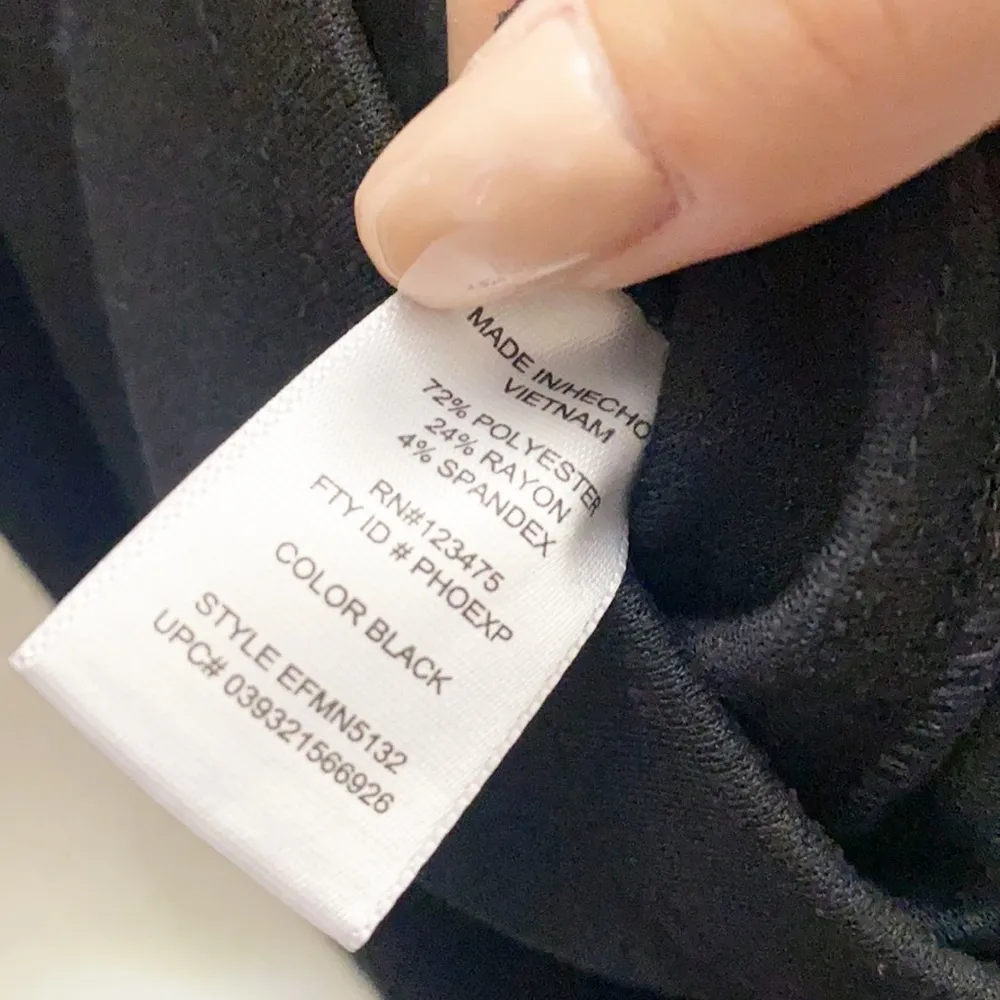 MADE IN/HECHO
VIETNAM
72% POLYESTER
24% RAYON
4% SPANDEX
RN#123475
FTY ID # PHOEXP
COLOR BLACK
STYLE EFMN5132
UPC# 039321566926